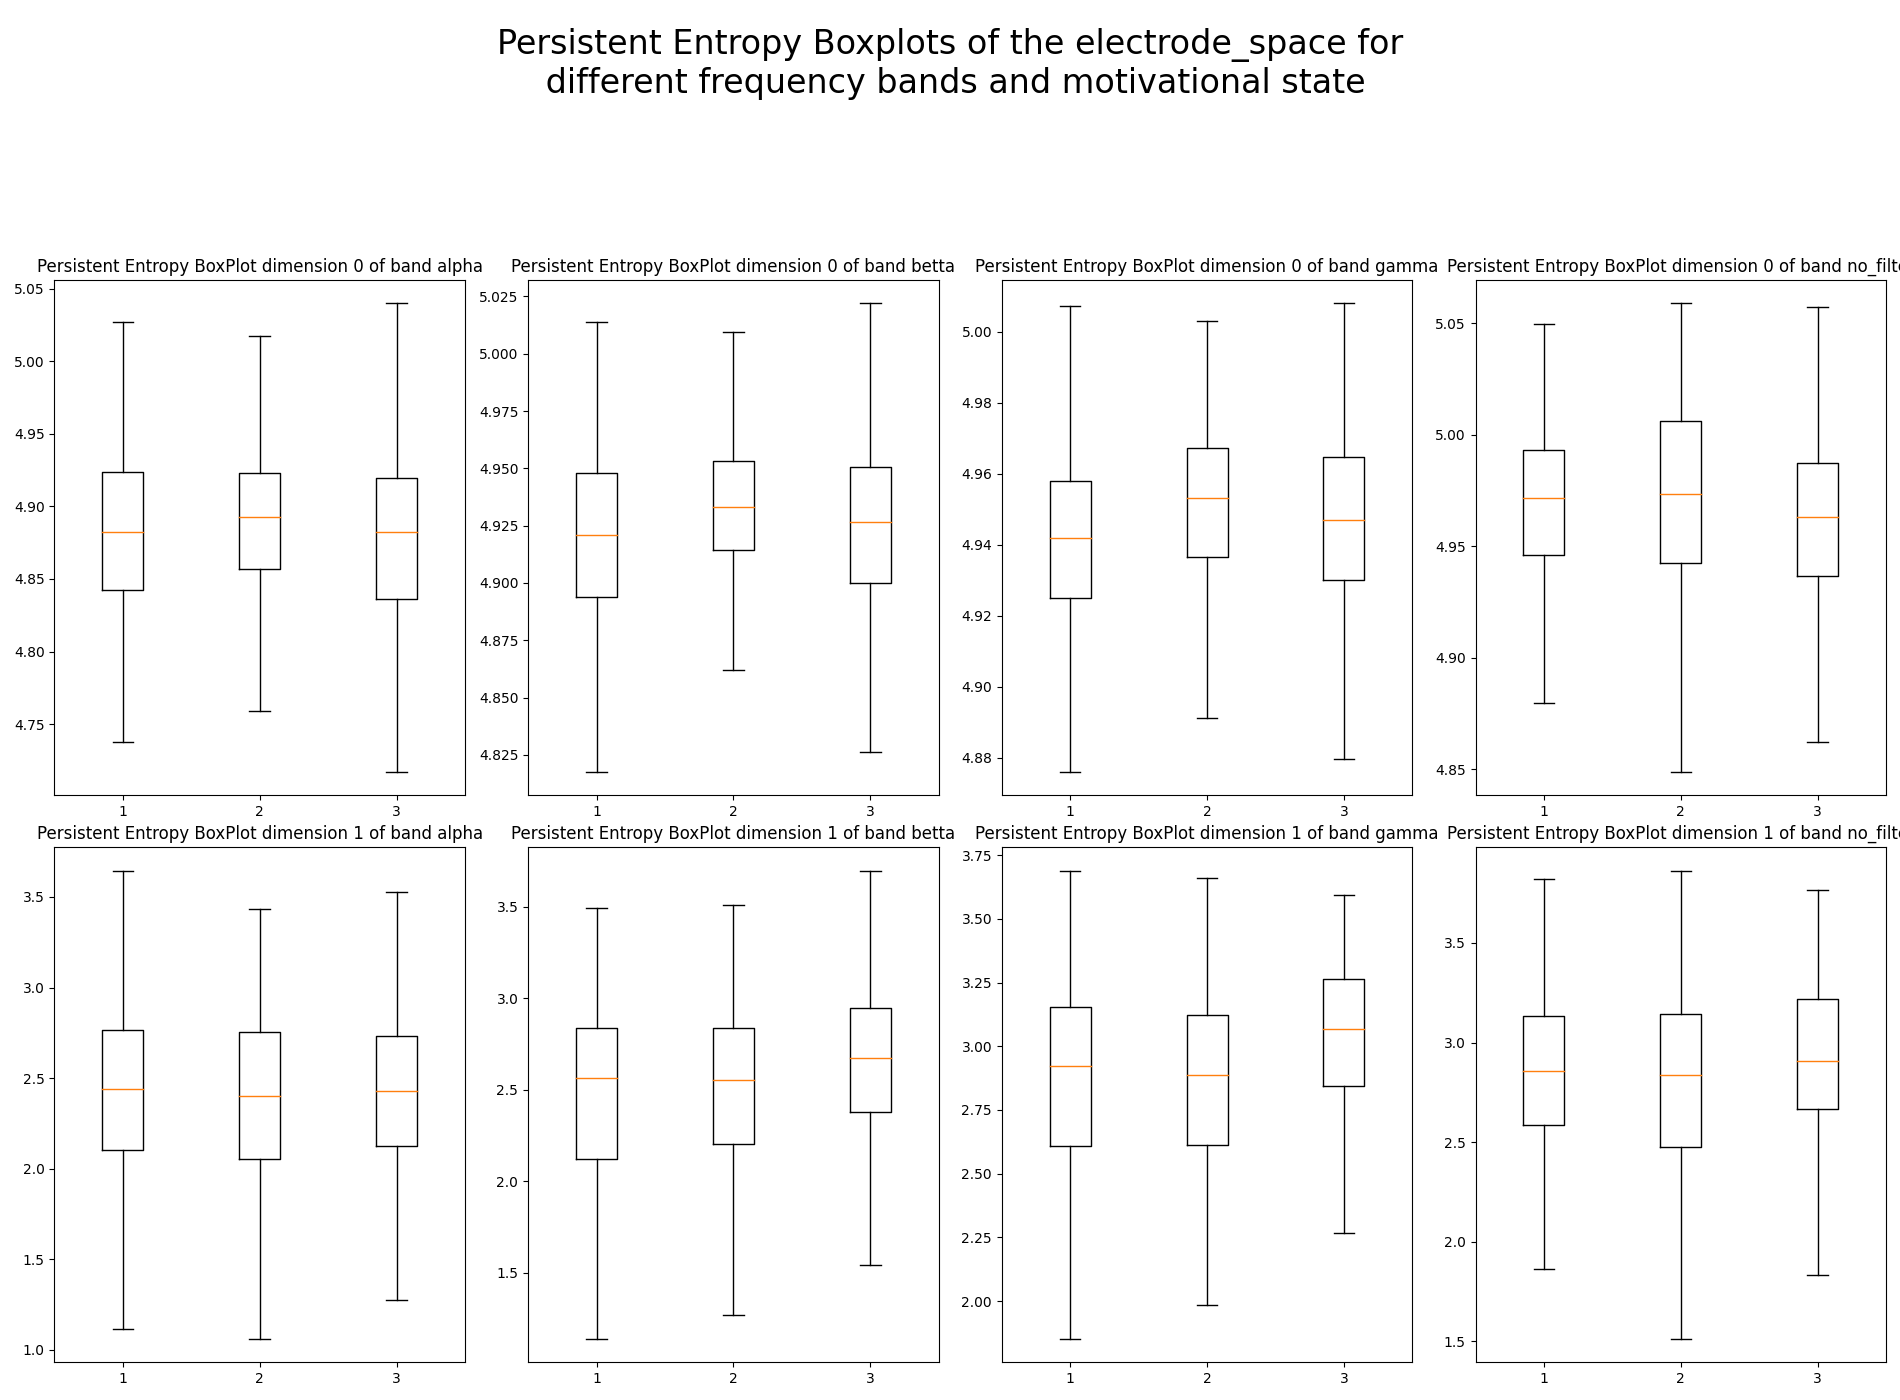 Persistent Entropy Boxplots of the electrode_space for
different frequency bands and motivational state
Persistent Entropy BoxPlot dimension 0 of band alpha
5.05
5.00
4.95
4.90
4.85
4.80
4.75
1 2 3
Persistent Entropy BoxPlot dimension 0 of band betta
5.025
5.000
4.975
4.950
4.925
4.900
4.875
4.850
4.825
1 2 3
Persistent Entropy BoxPlot dimension 0 of band gamma
5.00
4.98
4.96
4.94
4.92
4.90
4.88
1 2 3
Persistent Entropy BoxPlot dimension 0 of band no_filte
5.05
5.00
4.95
4.90
4.85
1 2 3
Persistent Entropy BoxPlot dimension 1 of band alpha
3.5
3.0
2.5
2.0
1.5
1.0
1 2 3
Persistent Entropy BoxPlot dimension 1 of band betta
3.5
3.0
2.5
2.0
1.5
1 2 3
Persistent Entropy BoxPlot dimension 1 of band gamma
3.75
3.50
3.25
3.00
2.75
2.50
2.25
2.00
1 2 3
Persistent Entropy BoxPlot dimension 1 of band no_filte
3.5
3.0
2.5
2.0
1.5
1 2 3